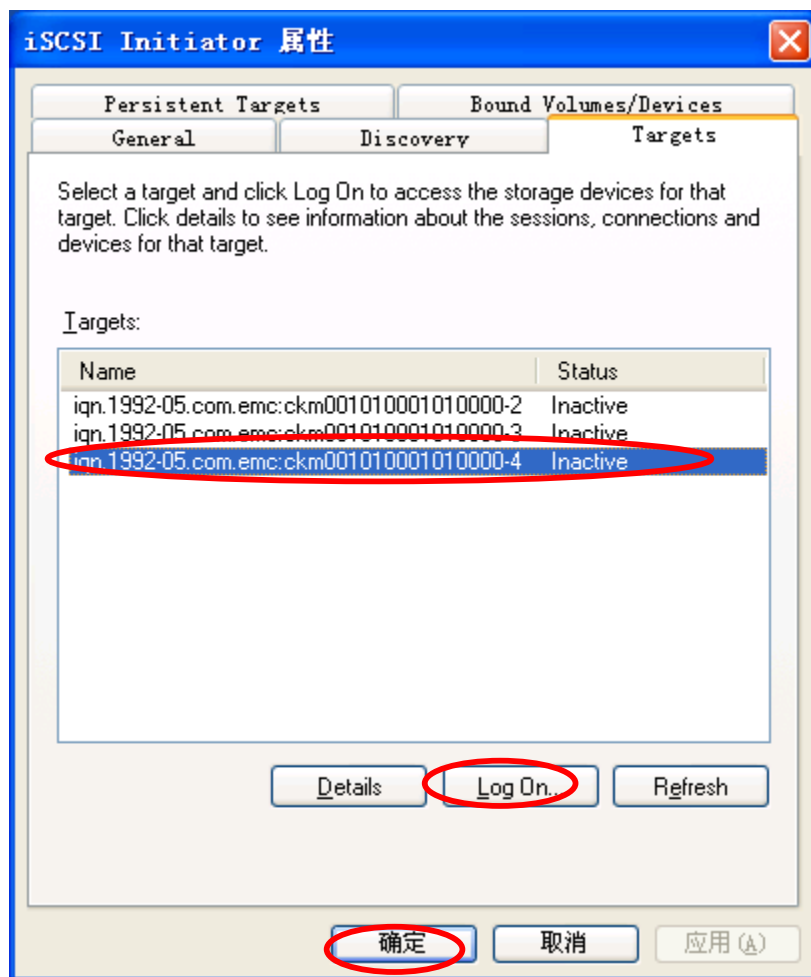 iSCSI Initiator 属性
Persistent Targets
Bound Volumes/Devices
General
Discovery
Targets
Select a target and click Log On to access the storage devices for that
target. Click details to see information about the sessions, connections and
devices for that target.
Targets:
Name Status
iqn.1992-05.com.emc:ckm001010001010000-2 Inactive
iqn.1992-05.com.emc:ckm001010001010000-3 Inactive
iqn.1992-05.com.emc:ckm001010001010000-4 Inactive
Details
Log On..
Refresh
确定
取消
应用(A)